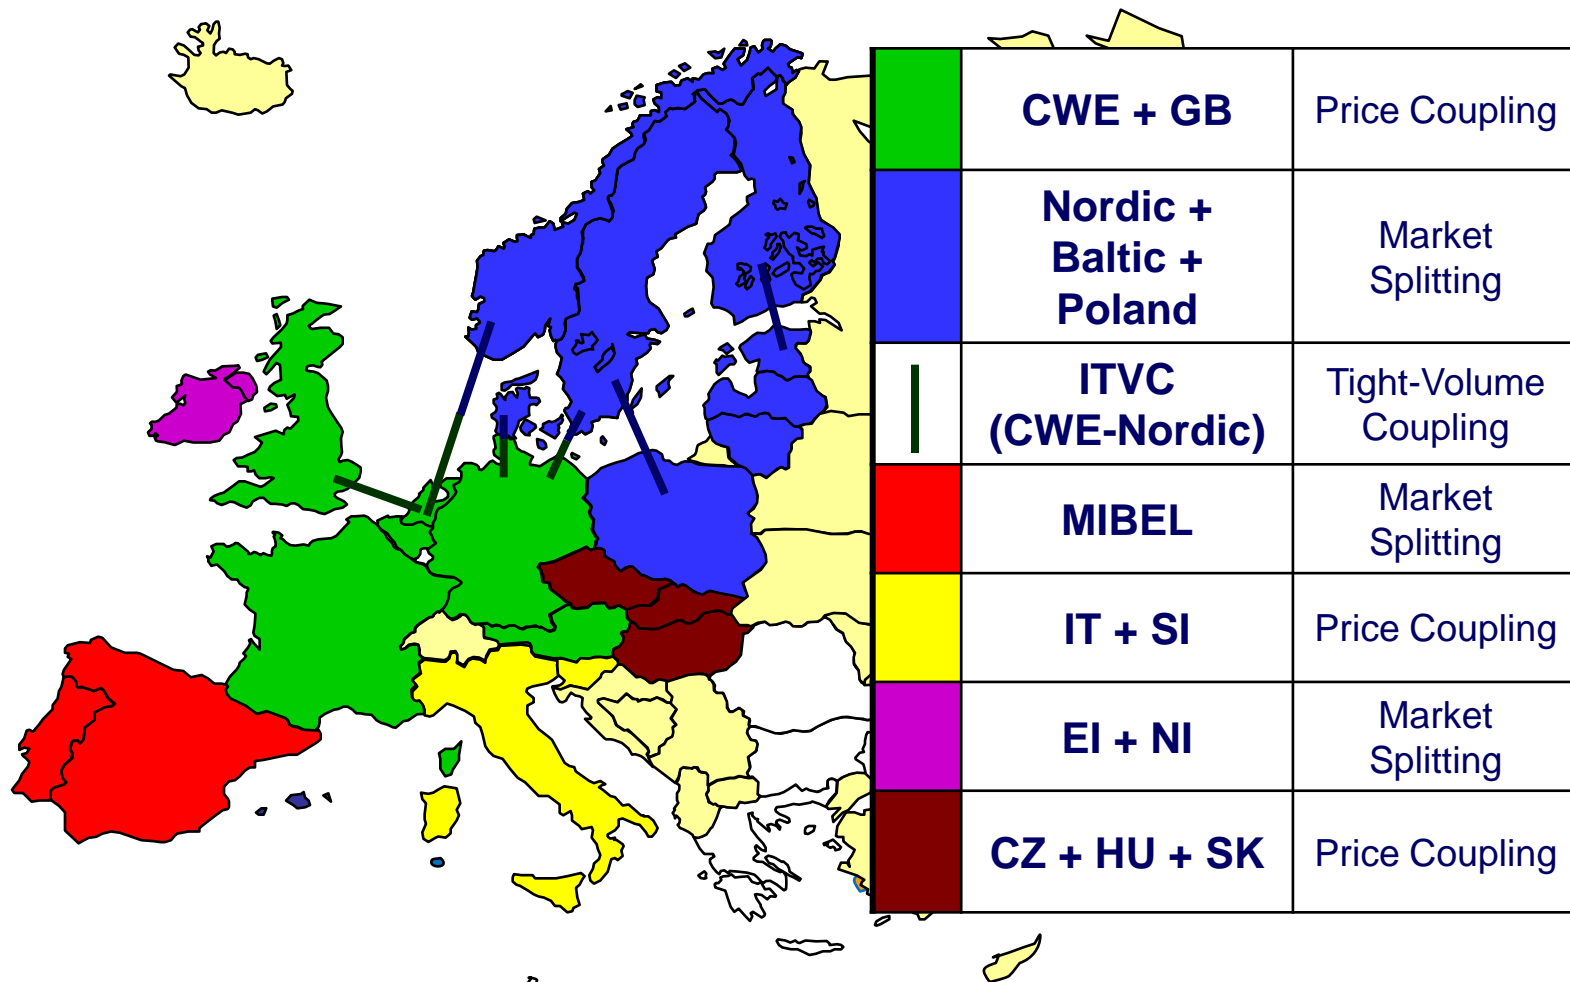 CWE + GB
Price Coupling
Nordic +
Baltic +
Poland
Market
Splitting
ITVC
(CWE-Nordic)
Tight-Volume
Coupling
MIBEL
Market
Splitting
IT + SI
Price Coupling
EI + NI
Market
Splitting
CZ + HU + SK
Price Coupling